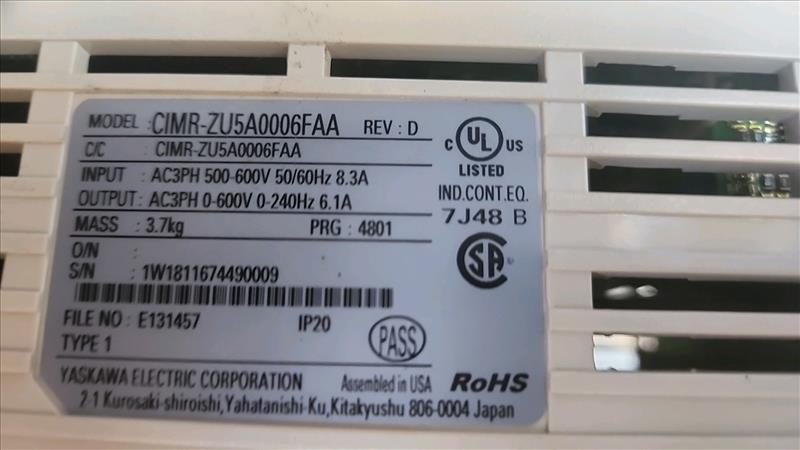 MODEL : CIMR-ZU5A0006FAA REV : D
C/C : CIMR-ZU5A0006FAA
INPUT : AC3PH 500-600V 50/60Hz 8.3A
OUTPUT : AC3PH 0-600V 0-240Hz 6.1A
MASS : 3.7kg PRG : 4801
O/N :
S/N : 1W1811674490009
FILE NO : E131457 IP20
TYPE 1
PASS
YASKAWA ELECTRIC CORPORATION Assembled in USA RoHS
2-1 Kurosaki-shiroishi, Yahatanishi-Ku, Kitakyushu 806-0004 Japan
C UL US
LISTED
IND.CONT.EQ.
7J48 B
CSA